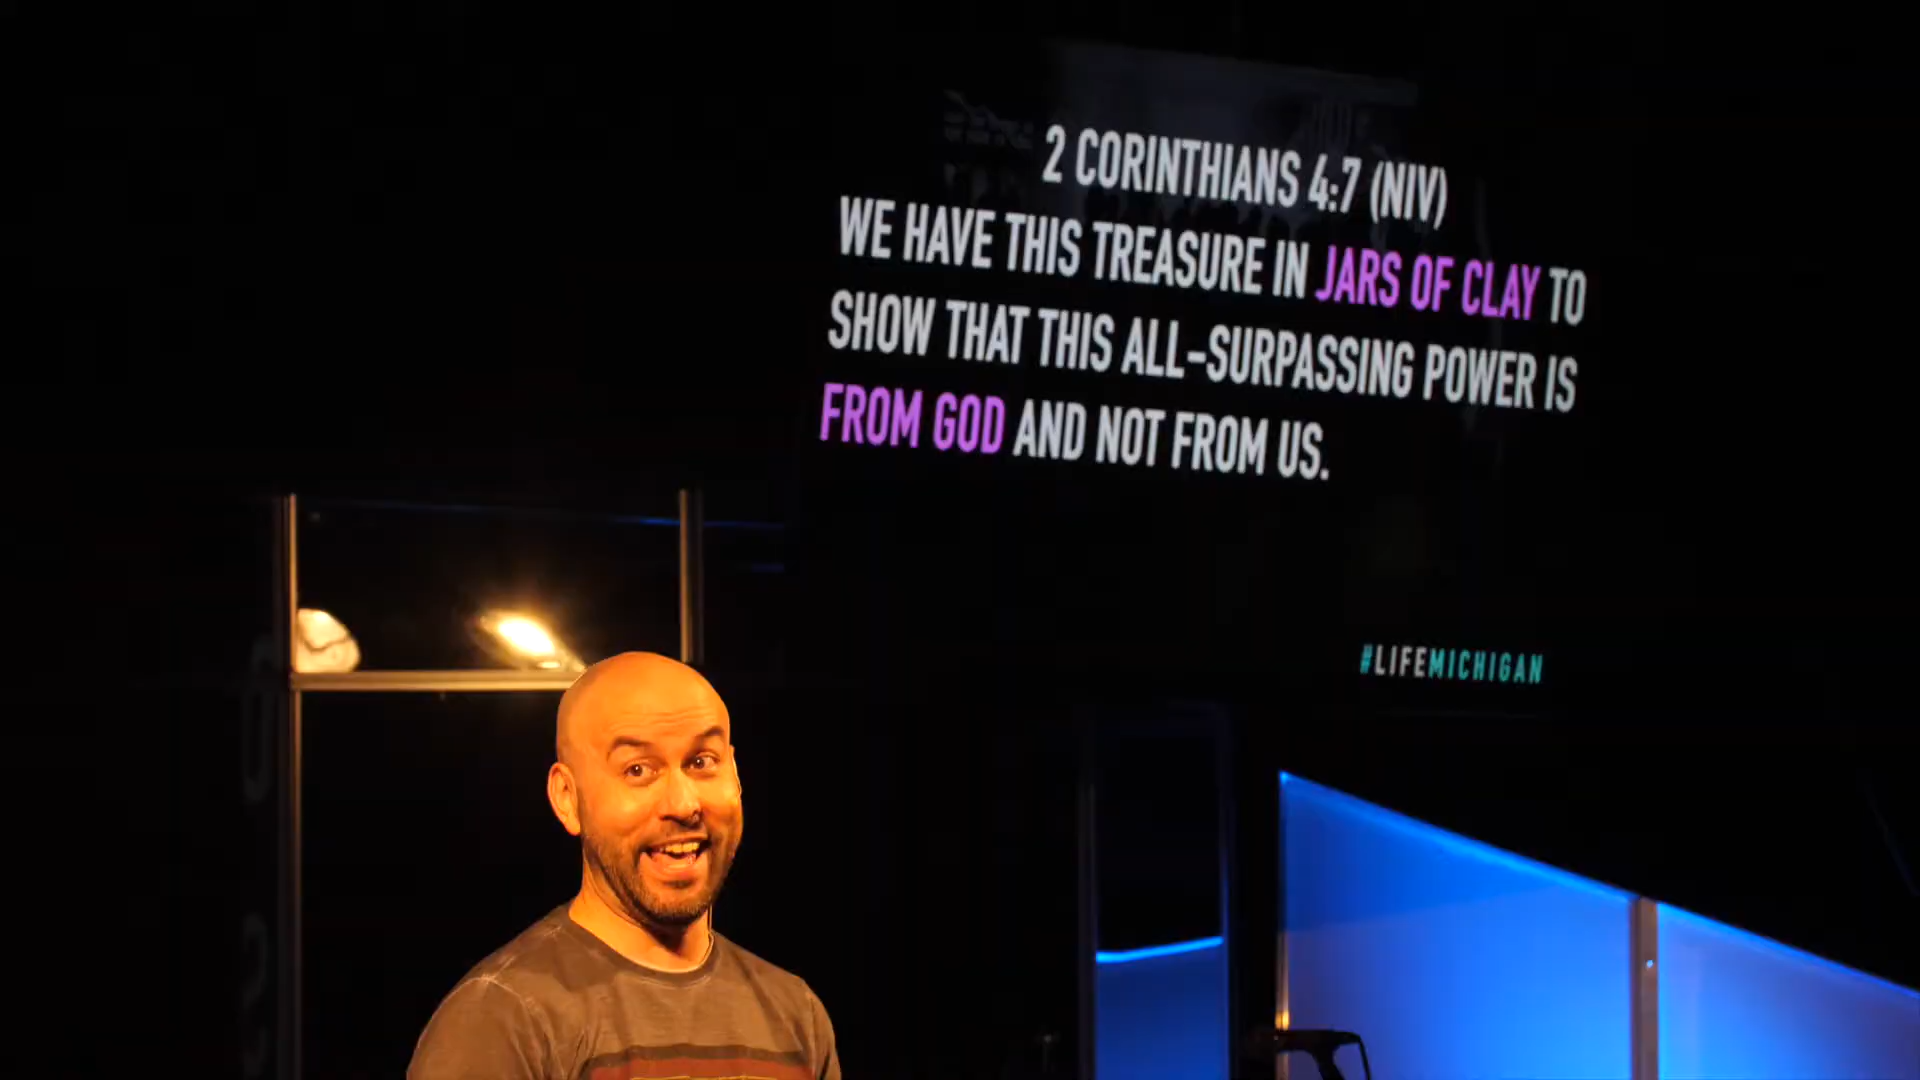 2 CORINTHIANS 4:7 (NIV)
WE HAVE THIS TREASURE IN JARS OF CLAY TO
SHOW THAT THIS ALL-SURPASSING POWER IS
FROM GOD AND NOT FROM US.
#LIFEMICHIGAN